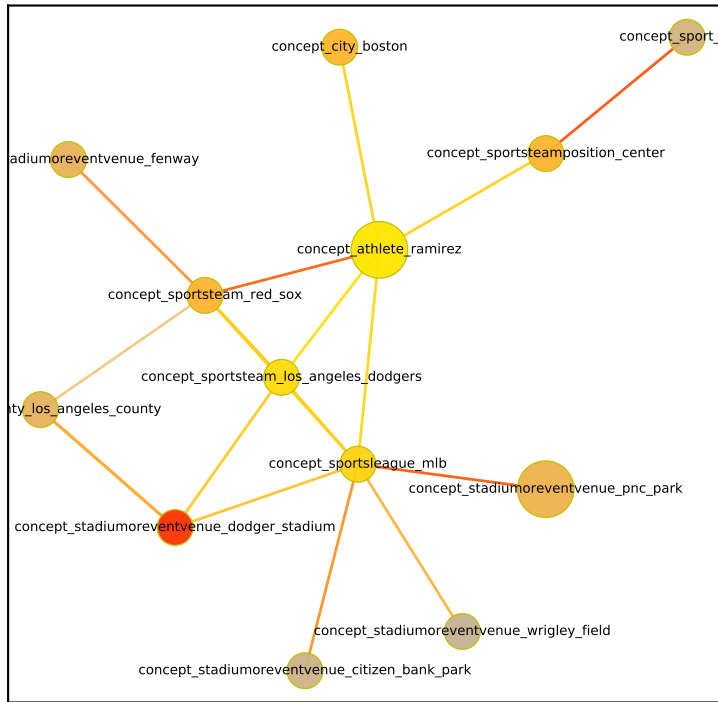 concept_sport_
concept_city_boston
concept_sportsteamposition_center
adiumoreventvenue_fenway
concept_athlete_ramirez
concept_sportsteam_red_sox
concept_sportsteam_los_angeles_dodgers
nty_los_angeles_county
concept_sportsleague_mlb
concept_stadiumoreventvenue_pnc_park
concept_stadiumoreventvenue_dodger_stadium
concept_stadiumoreventvenue_wrigley_field
concept_stadiumoreventvenue_citizen_bank_park